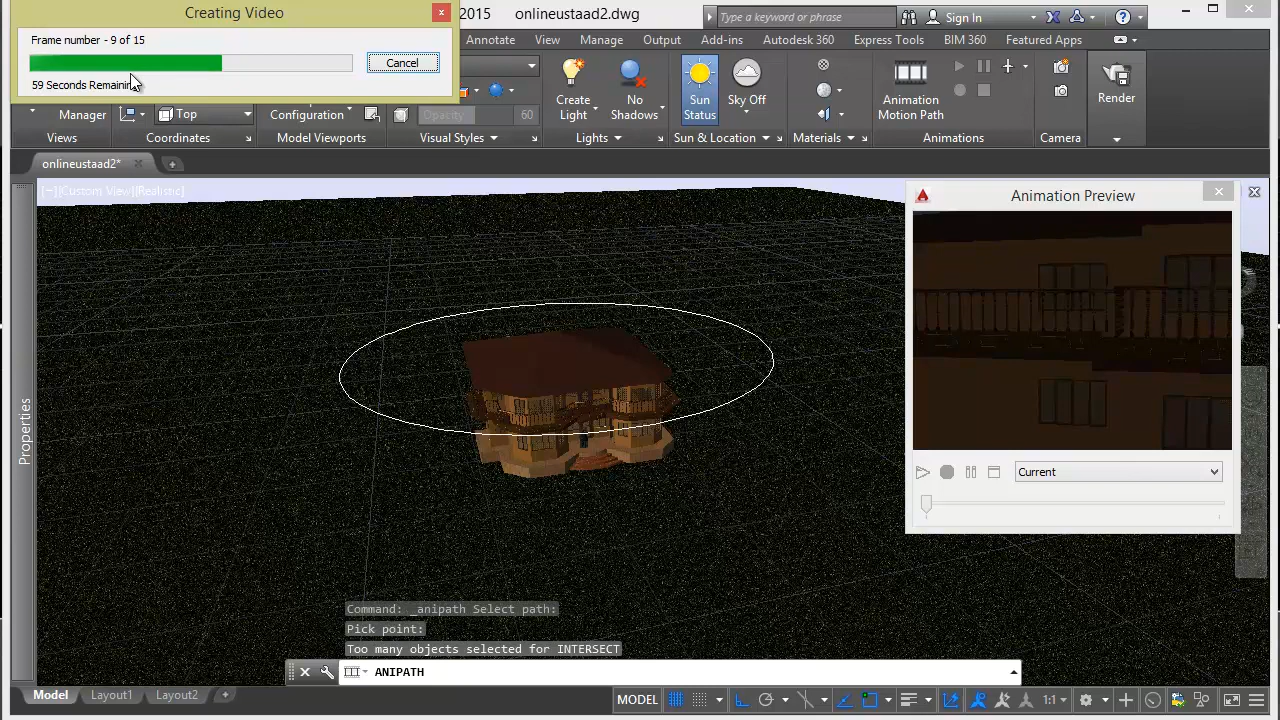 Creating Video
2015 onlineustaad2.dwg
Type a keyword or phrase
Sign In
Frame number - 9 of 15
Cancel
59 Seconds Remaining
Annotate View Manage Output Add-ins Autodesk 360 Express Tools BIM 360 Featured Apps
Manager
Top
Configuration
Opacity 60
Create Light
No Shadows
Sun Status
Sky Off
Animation Motion Path
Render
Views Coordinates Model Viewports Visual Styles Lights Sun & Location Materials Animations Camera
onlineustaad2*
[−][Custom View][Realistic]
Animation Preview
Current
Properties
Command: _anipath Select path:
Pick point:
Too many objects selected for INTERSECT
ANIPATH
Model Layout1 Layout2
MODEL
1:1